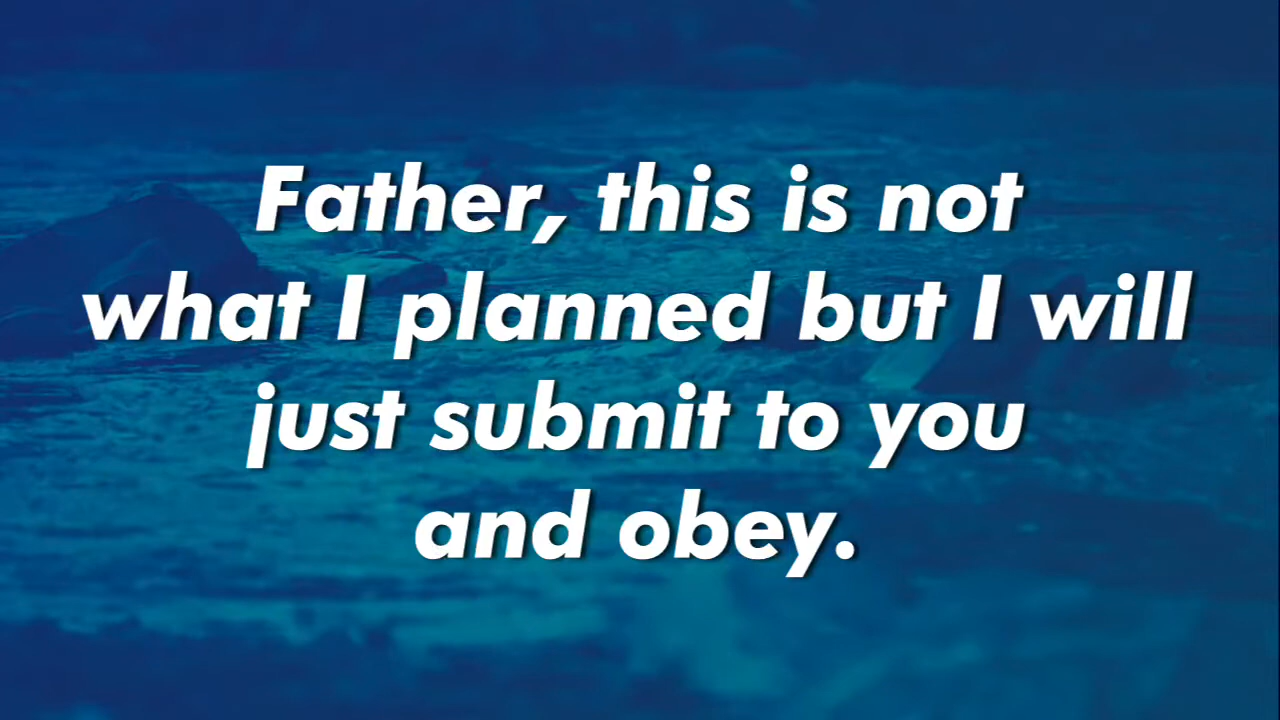 Father, this is not
what I planned but I will
just submit to you
and obey.